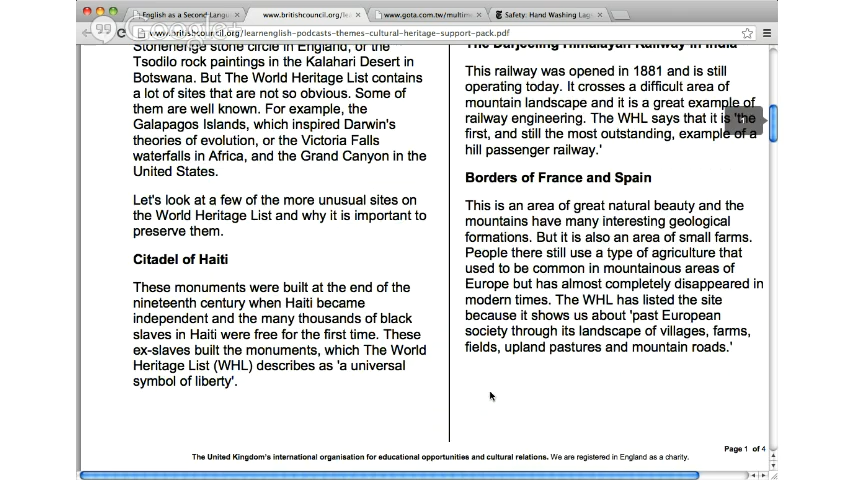 English as a Second Langu
www.britishcouncil.org/le
www.gota.com.tw/multime
Safety: Hand Washing Les
www.britishcouncil.org/learnenglish-podcasts-themes-cultural-heritage-support-pack.pdf
Stonehenge stone circle in England, or the
Tsodilo rock paintings in the Kalahari Desert in
Botswana. But The World Heritage List contains
a lot of sites that are not so obvious. Some of
them are well known. For example, the
Galapagos Islands, which inspired Darwin's
theories of evolution, or the Victoria Falls
waterfalls in Africa, and the Grand Canyon in the
United States.
Let's look at a few of the more unusual sites on
the World Heritage List and why it is important to
preserve them.
Citadel of Haiti
These monuments were built at the end of the
nineteenth century when Haiti became
independent and the many thousands of black
slaves in Haiti were free for the first time. These
ex-slaves built the monuments, which The World
Heritage List (WHL) describes as 'a universal
symbol of liberty'.
The Darjeeling Himalayan Railway in India
This railway was opened in 1881 and is still
operating today. It crosses a difficult area of
mountain landscape and it is a great example of
railway engineering. The WHL says that it is 'the
first, and still the most outstanding, example of a
hill passenger railway.'
Borders of France and Spain
This is an area of great natural beauty and the
mountains have many interesting geological
formations. But it is also an area of small farms.
People there still use a type of agriculture that
used to be common in mountainous areas of
Europe but has almost completely disappeared in
modern times. The WHL has listed the site
because it shows us about 'past European
society through its landscape of villages, farms,
fields, upland pastures and mountain roads.'
1
Page 1 of 4
The United Kingdom's international organisation for educational opportunities and cultural relations. We are registered in England as a charity.